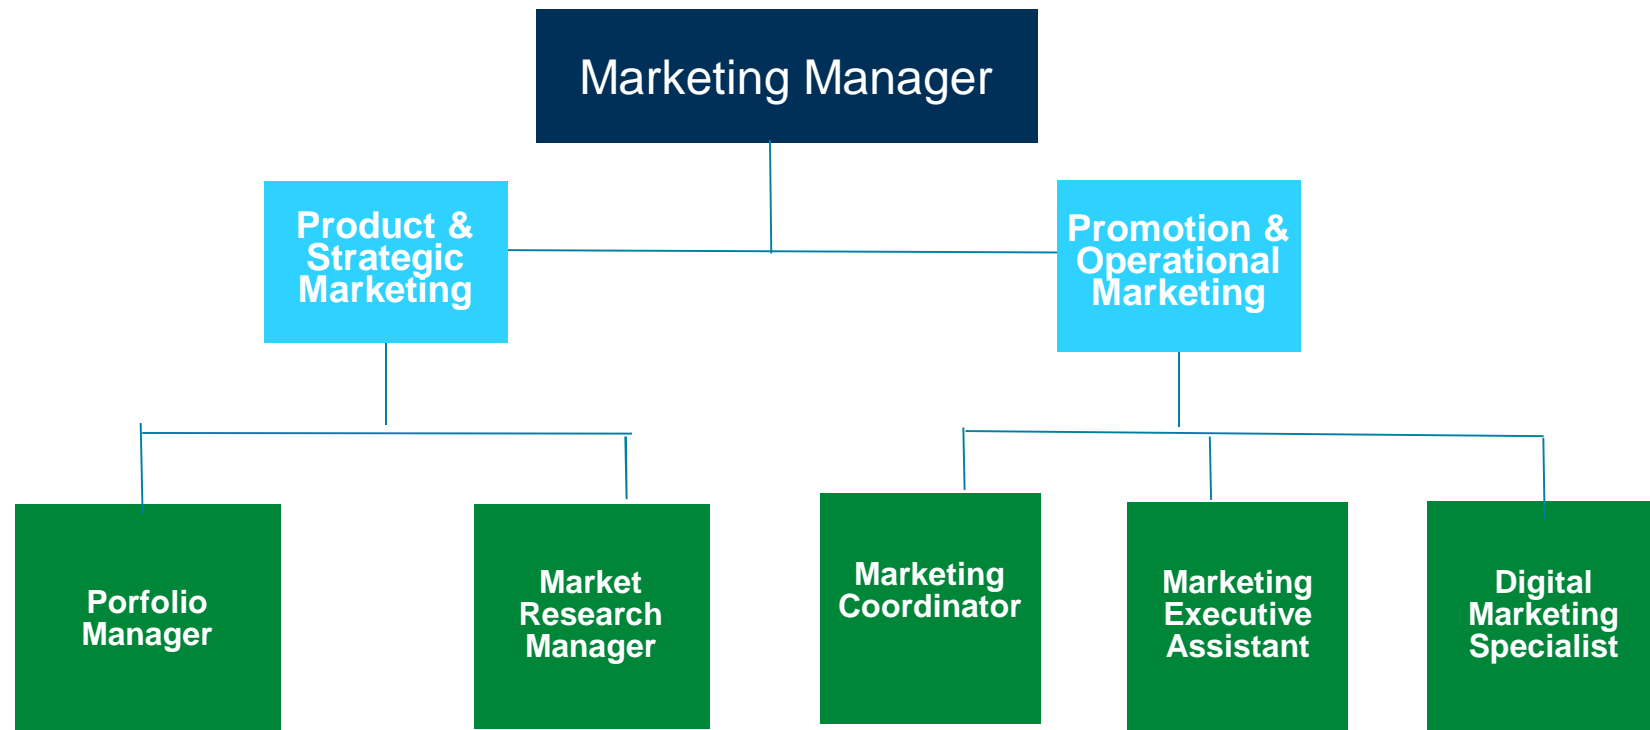 Marketing Manager
Product &
Strategic
Marketing
Promotion &
Operational
Marketing
Porfolio
Manager
Market
Research
Manager
Marketing
Coordinator
Marketing
Executive
Assistant
Digital
Marketing
Specialist